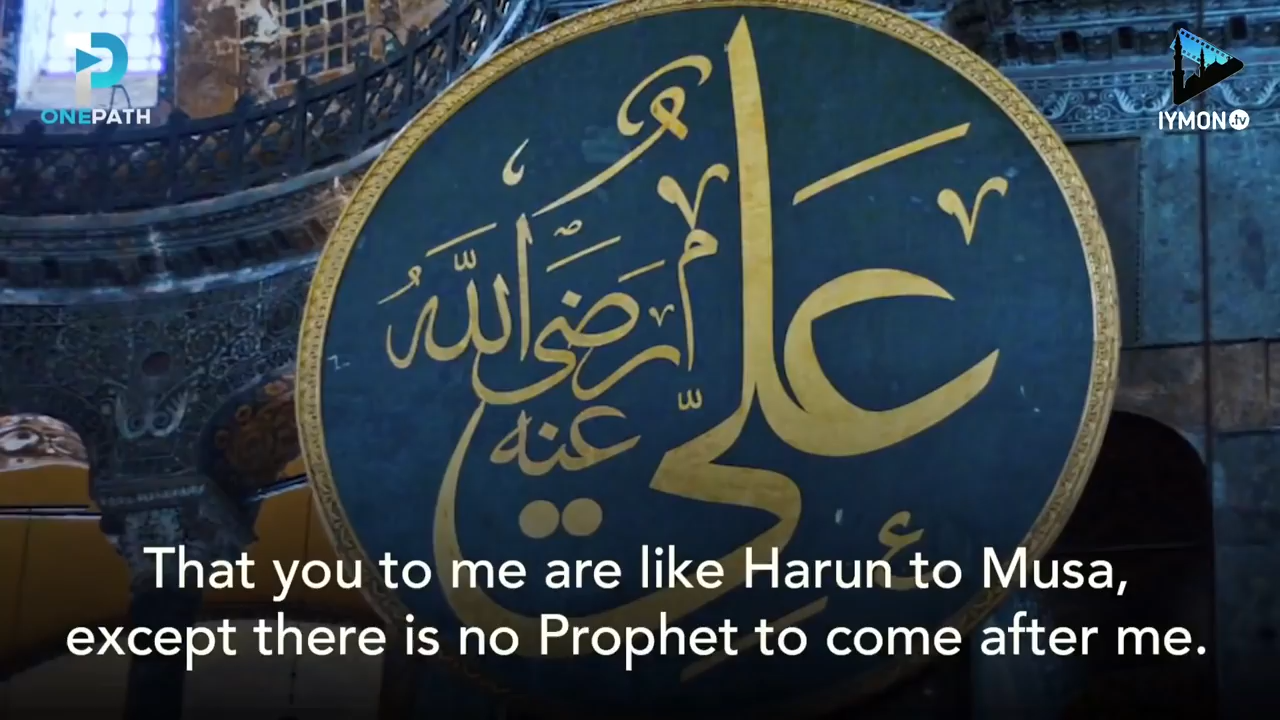 ONEPATH
IYMON.tv
علي
رضي الله
عنه
That you to me are like Harun to Musa,
except there is no Prophet to come after me.